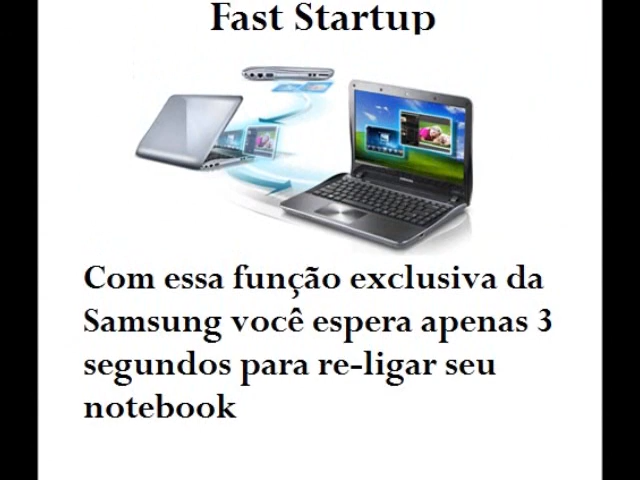 Fast Startup
Com essa função exclusiva da
Samsung você espera apenas 3
segundos para re-ligar seu
notebook